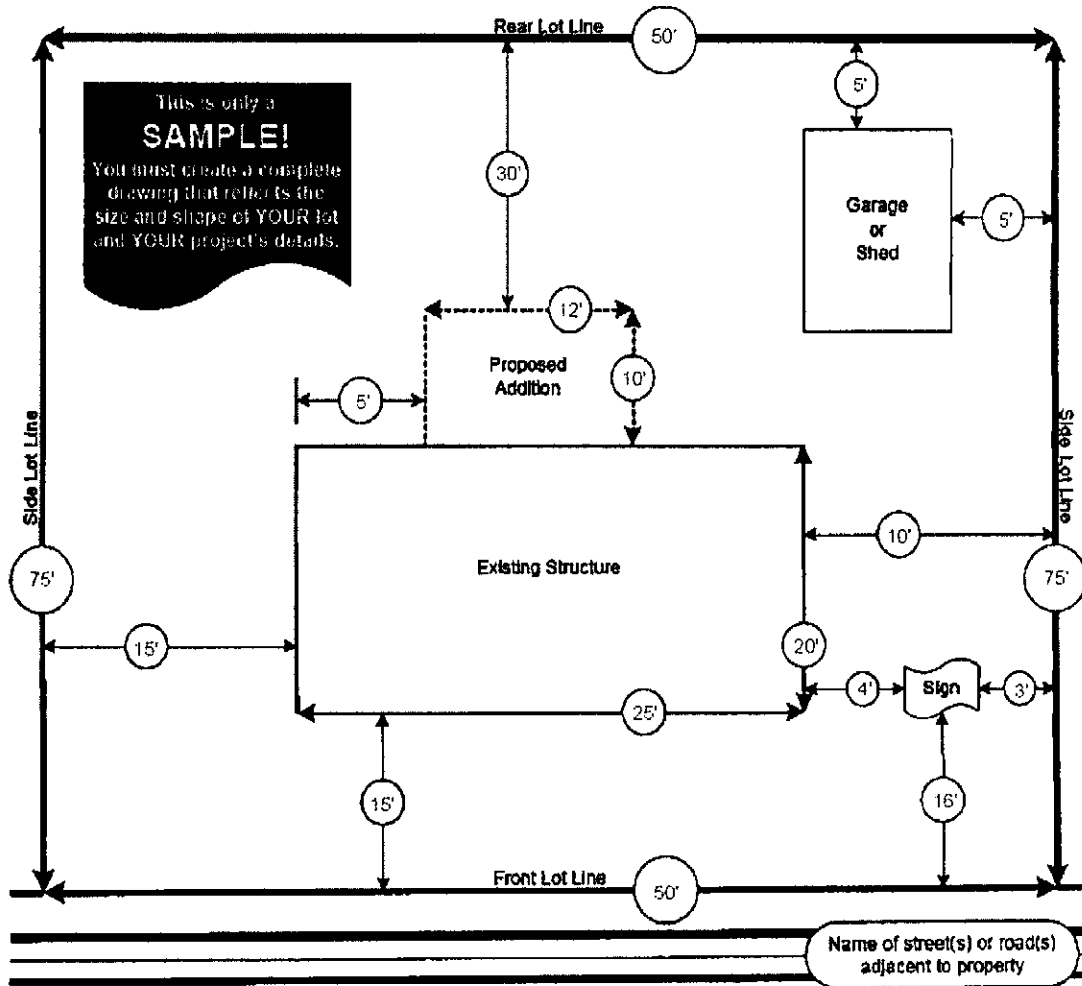 Rear Lot Line
50'
This is only a
SAMPLE!
You must create a complete
drawing that reflects the
size and shape of YOUR lot
and YOUR project's details.
5'
30'
Garage
or
Shed
5'
12'
Proposed
Addition
10'
5'
Side Lot Line
Side Lot Line
10'
Existing Structure
75'
75'
15'
20'
4'
Sign
3'
25'
15'
16'
Front Lot Line
50'
Name of street(s) or road(s)
adjacent to property